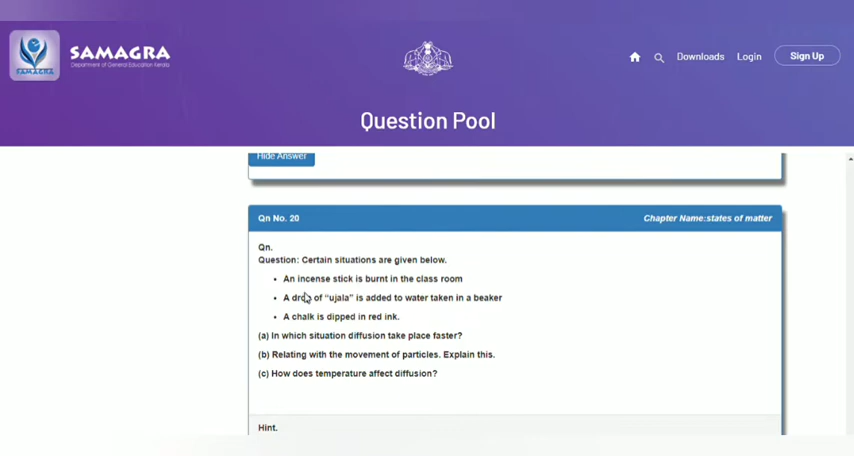 SAMAGRA
Department of General Education Kerala
SAMAGRA
Downloads Login Sign Up
Question Pool
Hide Answer
Qn No. 20 Chapter Name:states of matter
Qn.
Question: Certain situations are given below.
• An incense stick is burnt in the class room
• A drop of “ujala” is added to water taken in a beaker
• A chalk is dipped in red ink.
(a) In which situation diffusion take place faster?
(b) Relating with the movement of particles. Explain this.
(c) How does temperature affect diffusion?
Hint.